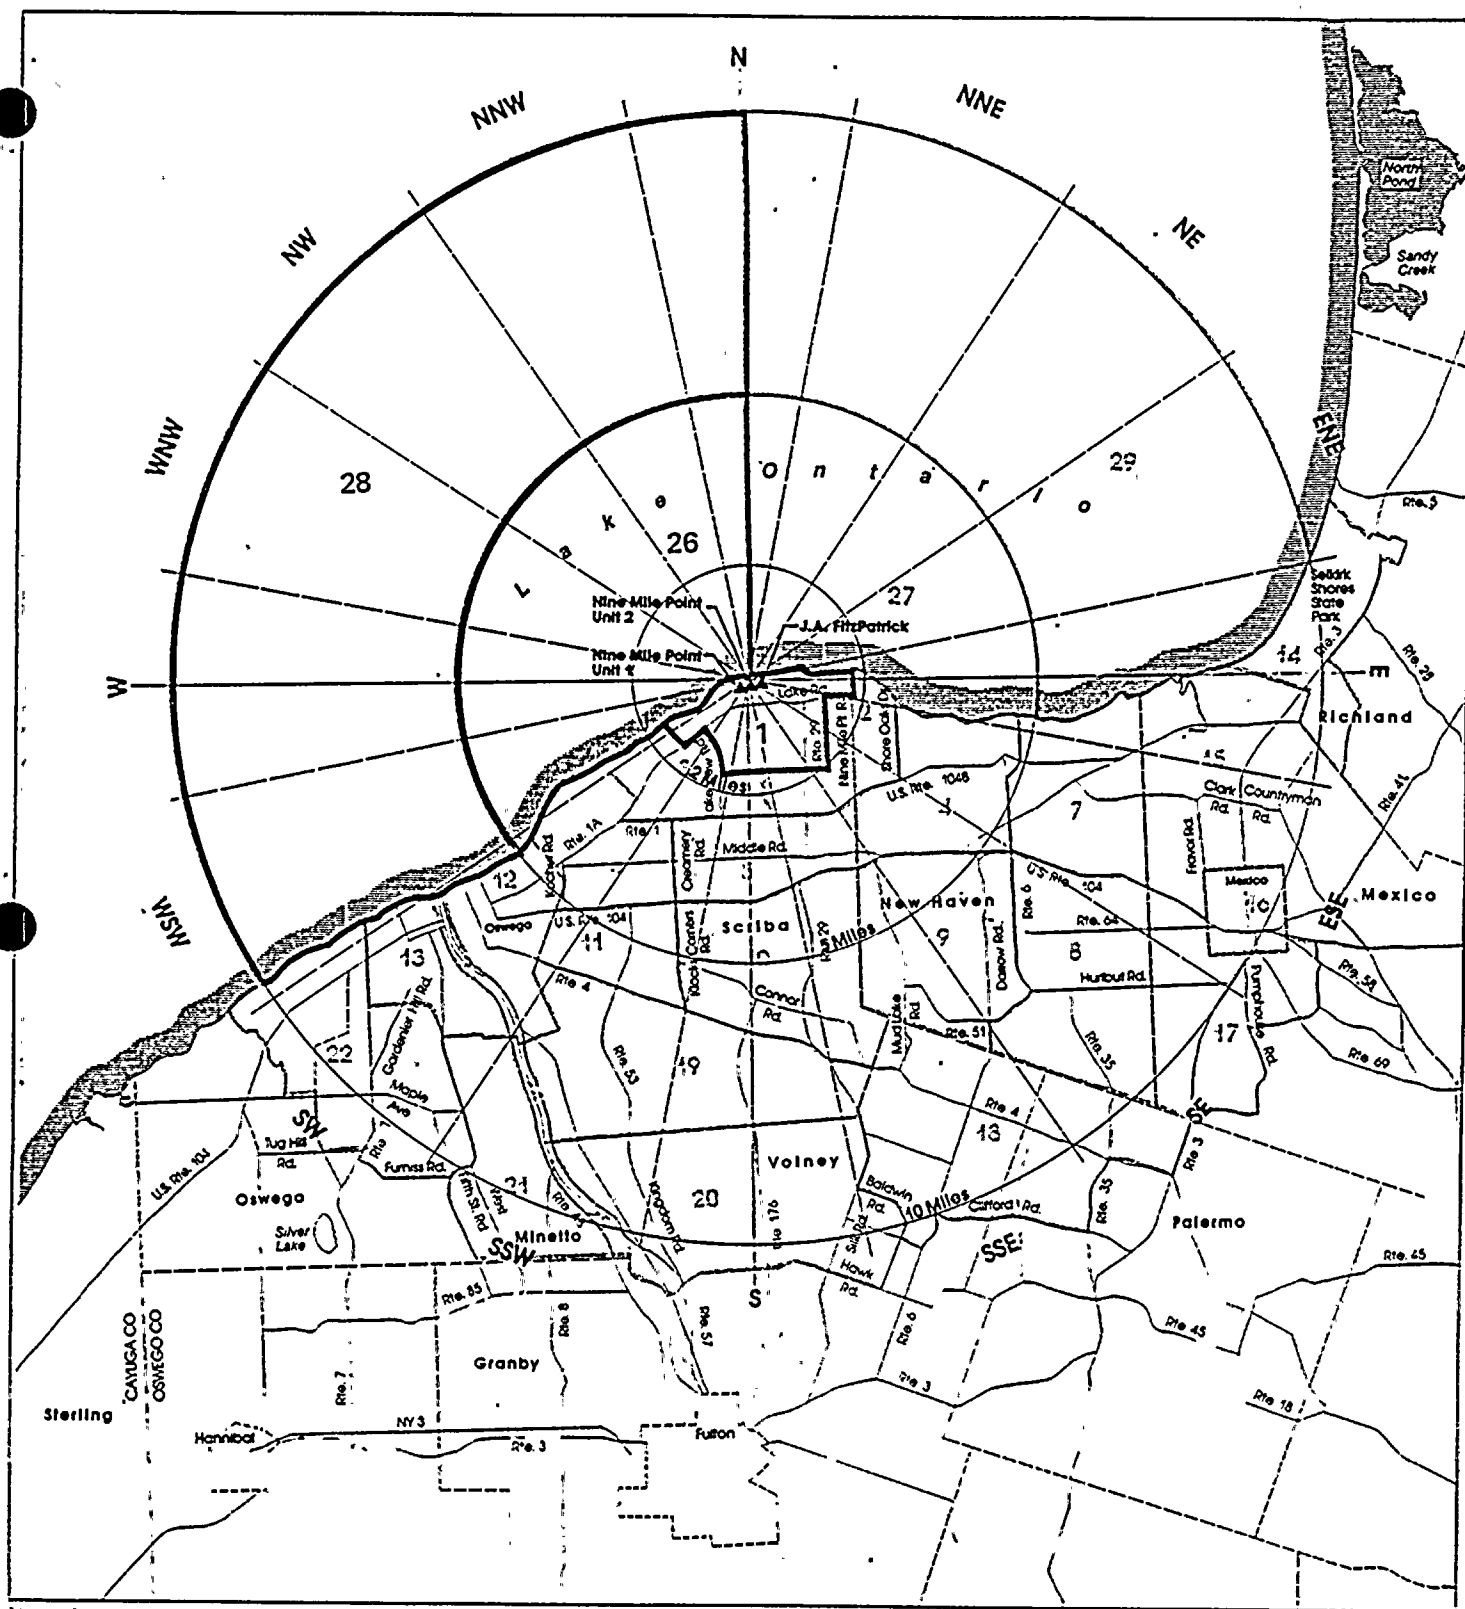 N
NNW
NNE
NW
NE
North
Pond
Sandy
Creek
WNW
ENE
28
29
Lake
Ontario
26
Rte. 5
27
Nine Mile Point
Unit 2
J.A. FitzPatrick
Selkirk
Shores
State
Park
Nine Mile Point
Unit 1
Rte. 3
14
W
E
Lake Rd.
Richland
1
Rte. 29
Nine Mile Pt. Rd.
Shore Oaks Dr.
2 Miles
U.S. Rte. 104B
7
Clark
Rd.
Countryman
Rd.
Rte. 41
Rte. 1A
Rte. 1
Creamery
Rd.
Middle Rd.
Kocher Rd.
12
U.S. Rte. 104
Rte. 6
Mexico
Mexico
WSW
ESE
Oswego
U.S. Rte. 104
11
Klocks Corners
Rd.
Scriba
Rte. 29
5 Miles
New Haven
9
Darrow Rd.
Rte. 64
8
Hurlbut Rd.
13
Gardenier Hill Rd.
Rte. 4
Connor
Rd.
Mud Lake
Rd.
Rte. 51
17
Pumphouse
Rd.
Rte. 58
22
Rte. 53
19
Rte. 35
Rte. 69
Maple
Ave
SW
Rte. 4
SE
Tug Hill
Rd.
Rte. 7
Furniss Rd.
Volney
Rte. 3
U.S. Rte. 104
Oswego
Silver
Lake
20
Rte. 176
Baldwin
Rd.
10 Miles
Clifford Rd.
Rte. 35
Palermo
SSW
Minetto
Silk Rd.
SSE
Hawk
Rd.
Rte. 45
Rte. 85
Rte. 8
Rte. 57
S
Rte. 6
Rte. 45
CAYUGA CO
OSWEGO CO
Granby
Rte. 7
Rte. 3
Rte. 18
Sterling
Hannibal
NY 3
Rte. 3
Fulton